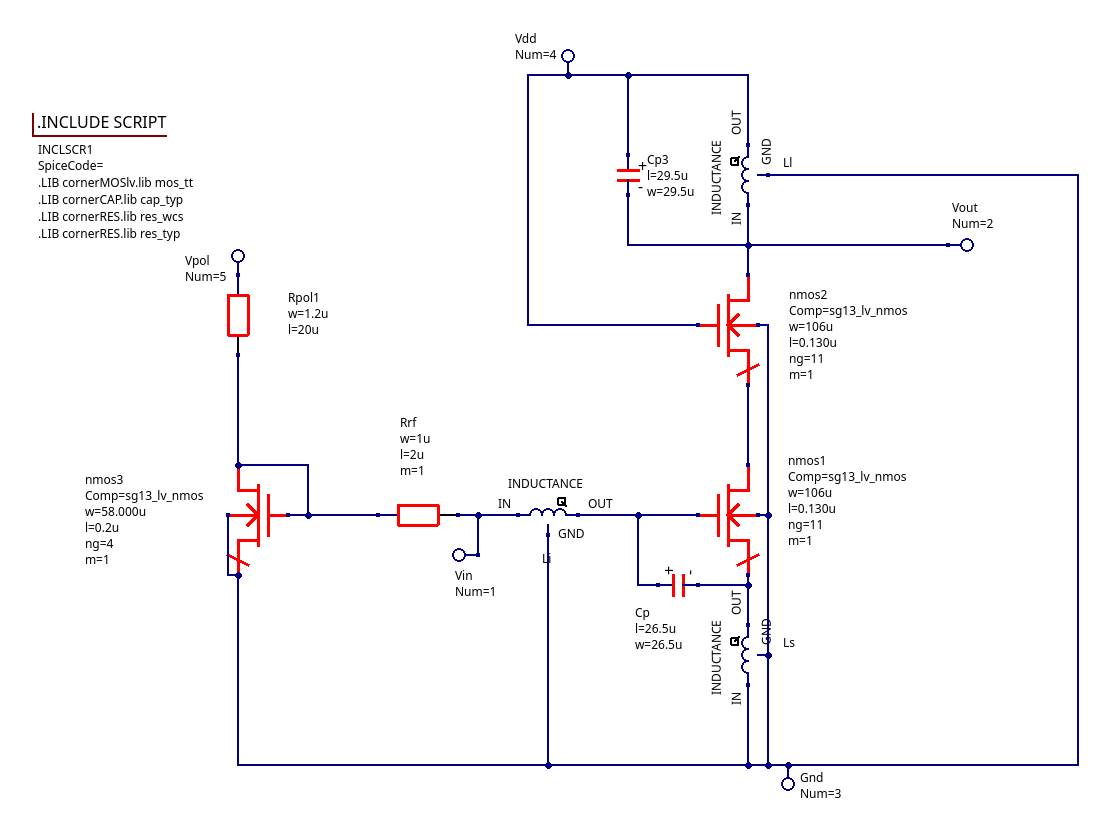 Vdd
Num=4
.INCLUDE SCRIPT
INCLSCR1
SpiceCode=
.LIB cornerMOSlv.lib mos_tt
.LIB cornerCAP.lib cap_typ
.LIB cornerRES.lib res_wcs
.LIB cornerRES.lib res_typ
Cp3
l=29.5u
w=29.5u
+
-
OUT
GND
INDUCTANCE
IN
Ll
Vout
Num=2
Vpol
Num=5
Rpol1
w=1.2u
l=20u
nmos2
Comp=sg13_lv_nmos
w=106u
l=0.130u
ng=11
m=1
Rrf
w=1u
l=2u
m=1
nmos3
Comp=sg13_lv_nmos
w=58.000u
l=0.2u
ng=4
m=1
INDUCTANCE
IN
OUT
GND
Li
nmos1
Comp=sg13_lv_nmos
w=106u
l=0.130u
ng=11
m=1
Vin
Num=1
+
-
Cp
l=26.5u
w=26.5u
OUT
GND
INDUCTANCE
IN
Ls
Gnd
Num=3